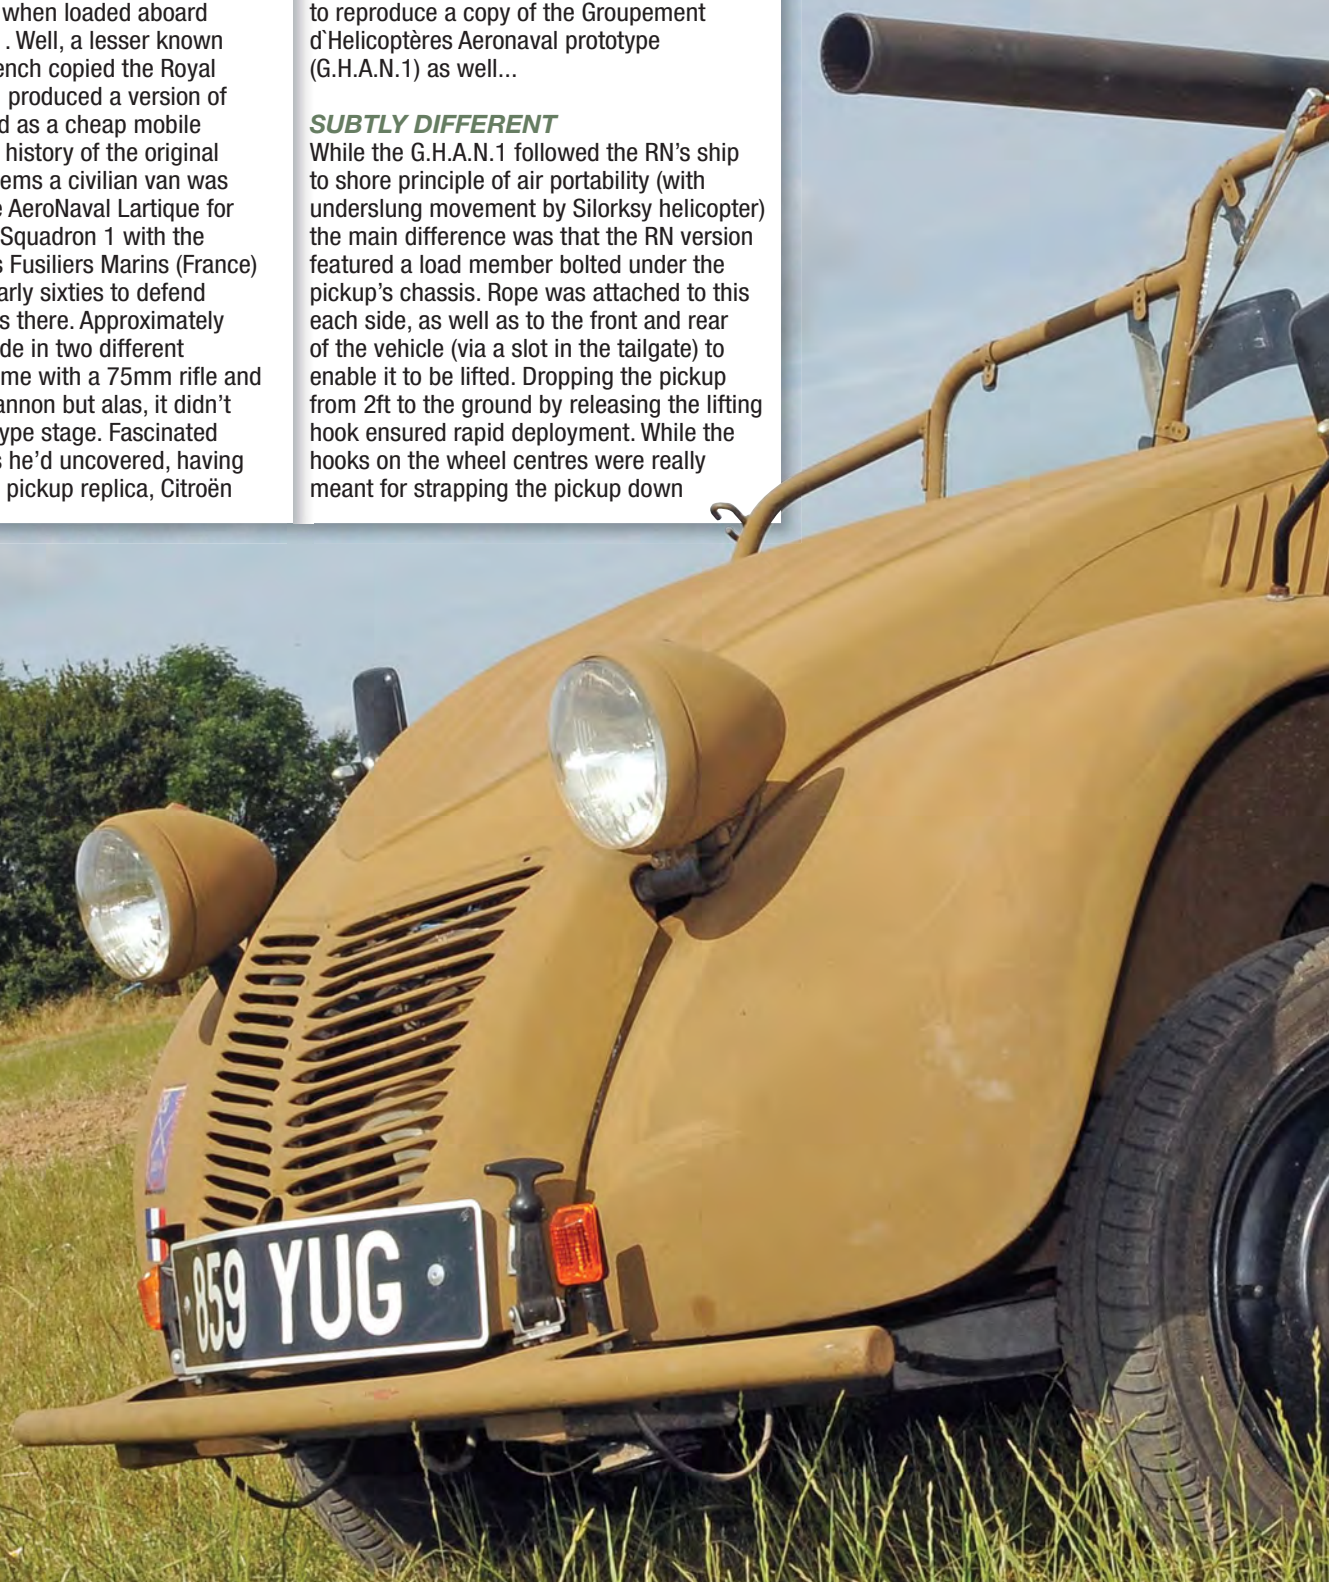 when loaded aboard
. Well, a lesser known
ench copied the Royal
produced a version of
d as a cheap mobile
history of the original
ems a civilian van was
e AeroNaval Lartique for
Squadron 1 with the
s Fusiliers Marins (France)
arly sixties to defend
s there. Approximately
de in two different
me with a 75mm rifle and
annon but alas, it didn't
ype stage. Fascinated
s he'd uncovered, having
pickup replica, Citroën
to reproduce a copy of the Groupement
d`Helicoptères Aeronaval prototype
(G.H.A.N.1) as well...
SUBTLY DIFFERENT
While the G.H.A.N.1 followed the RN's ship
to shore principle of air portability (with
underslung movement by Silorksy helicopter)
the main difference was that the RN version
featured a load member bolted under the
pickup's chassis. Rope was attached to this
each side, as well as to the front and rear
of the vehicle (via a slot in the tailgate) to
enable it to be lifted. Dropping the pickup
from 2ft to the ground by releasing the lifting
hook ensured rapid deployment. While the
hooks on the wheel centres were really
meant for strapping the pickup down
859 YUG